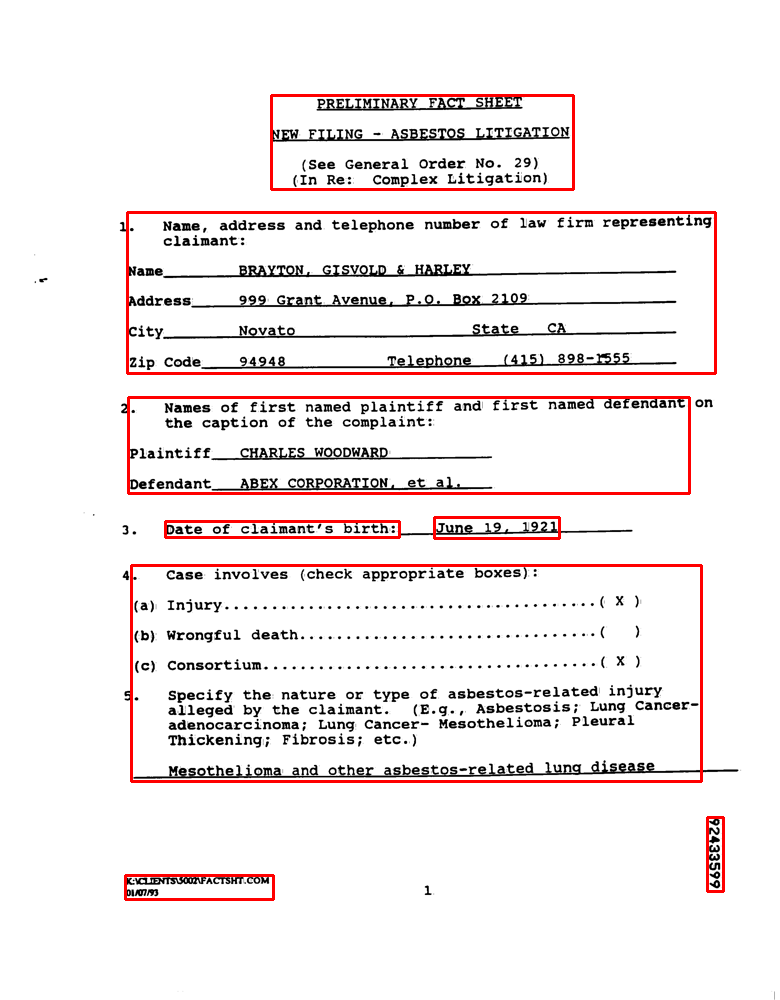 PRELIMINARY FACT SHEET
NEW FILING - ASBESTOS LITIGATION
(See General Order No. 29)
(In Re: Complex Litigation)
1. Name, address and telephone number of law firm representing
claimant:
Name BRAYTON, GISVOLD & HARLEY
Address 999 Grant Avenue, P.O. Box 2109
City Novato State CA
Zip Code 94948 Telephone (415) 898-1555
2. Names of first named plaintiff and first named defendant on
the caption of the complaint:
Plaintiff CHARLES WOODWARD
Defendant ABEX CORPORATION, et al.
3. Date of claimant's birth: June 19, 1921
4. Case involves (check appropriate boxes):
(a) Injury.......................................( X )
(b) Wrongful death...............................( )
(c) Consortium...................................( X )
5. Specify the nature or type of asbestos-related injury
alleged by the claimant. (E.g., Asbestosis; Lung Cancer-
adenocarcinoma; Lung Cancer- Mesothelioma; Pleural
Thickening; Fibrosis; etc.)
Mesothelioma and other asbestos-related lung disease
92433599
K:\CLIENTS\5002\FACTSHT.COM
01/07/93
1